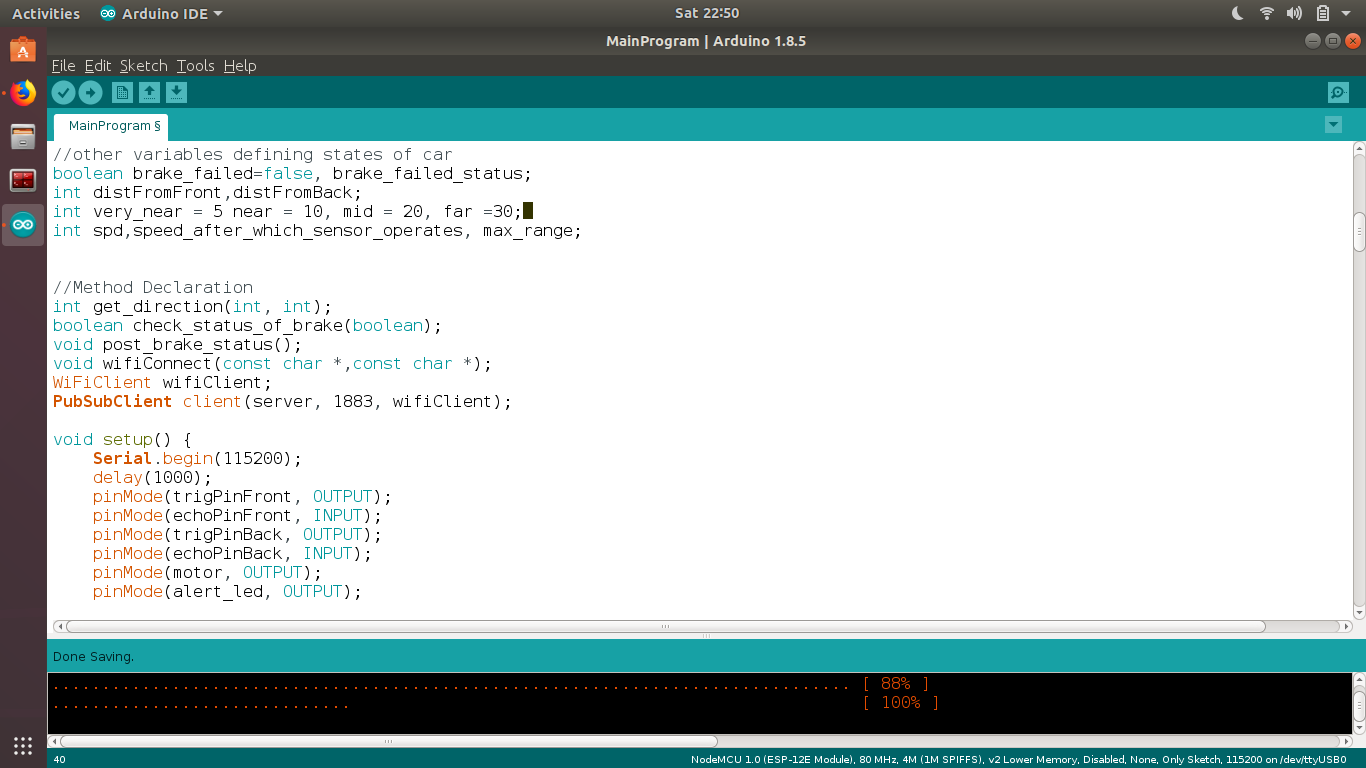 Activities Arduino IDE Sat 22:50
MainProgram | Arduino 1.8.5
File Edit Sketch Tools Help
MainProgram §
//other variables defining states of car
boolean brake_failed=false, brake_failed_status;
int distFromFront,distFromBack;
int very_near = 5 near = 10, mid = 20, far =30;
int spd,speed_after_which_sensor_operates, max_range;
//Method Declaration
int get_direction(int, int);
boolean check_status_of_brake(boolean);
void post_brake_status();
void wifiConnect(const char *,const char *);
WiFiClient wifiClient;
PubSubClient client(server, 1883, wifiClient);
void setup() {
Serial.begin(115200);
delay(1000);
pinMode(trigPinFront, OUTPUT);
pinMode(echoPinFront, INPUT);
pinMode(trigPinBack, OUTPUT);
pinMode(echoPinBack, INPUT);
pinMode(motor, OUTPUT);
pinMode(alert_led, OUTPUT);
Done Saving.
................................................................................ [ 88% ]
.............................. [ 100% ]
40 NodeMCU 1.0 (ESP-12E Module), 80 MHz, 4M (1M SPIFFS), v2 Lower Memory, Disabled, None, Only Sketch, 115200 on /dev/ttyUSB0